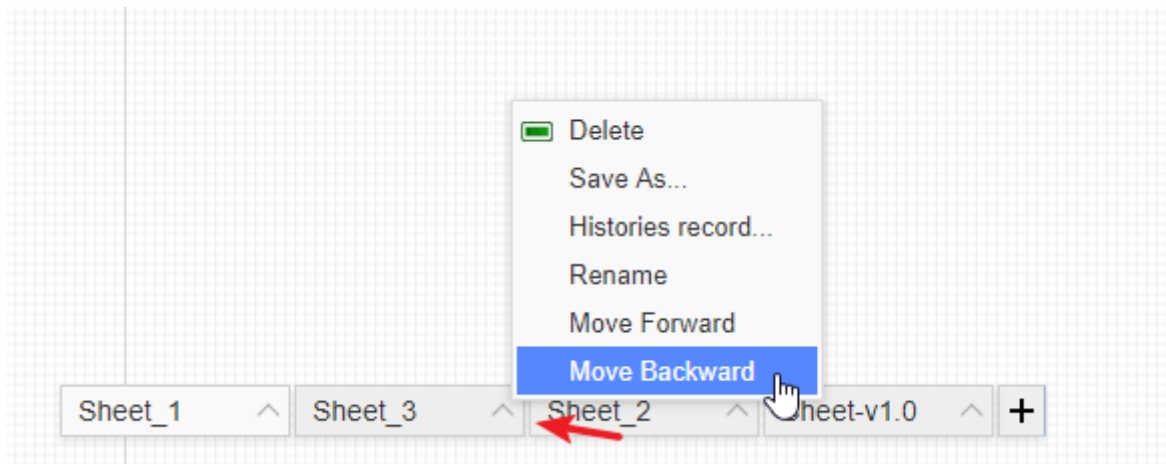 Delete
Save As...
Histories record...
Rename
Move Forward
Move Backward
Sheet_1 Sheet_3 Sheet_2 Sheet-v1.0 +